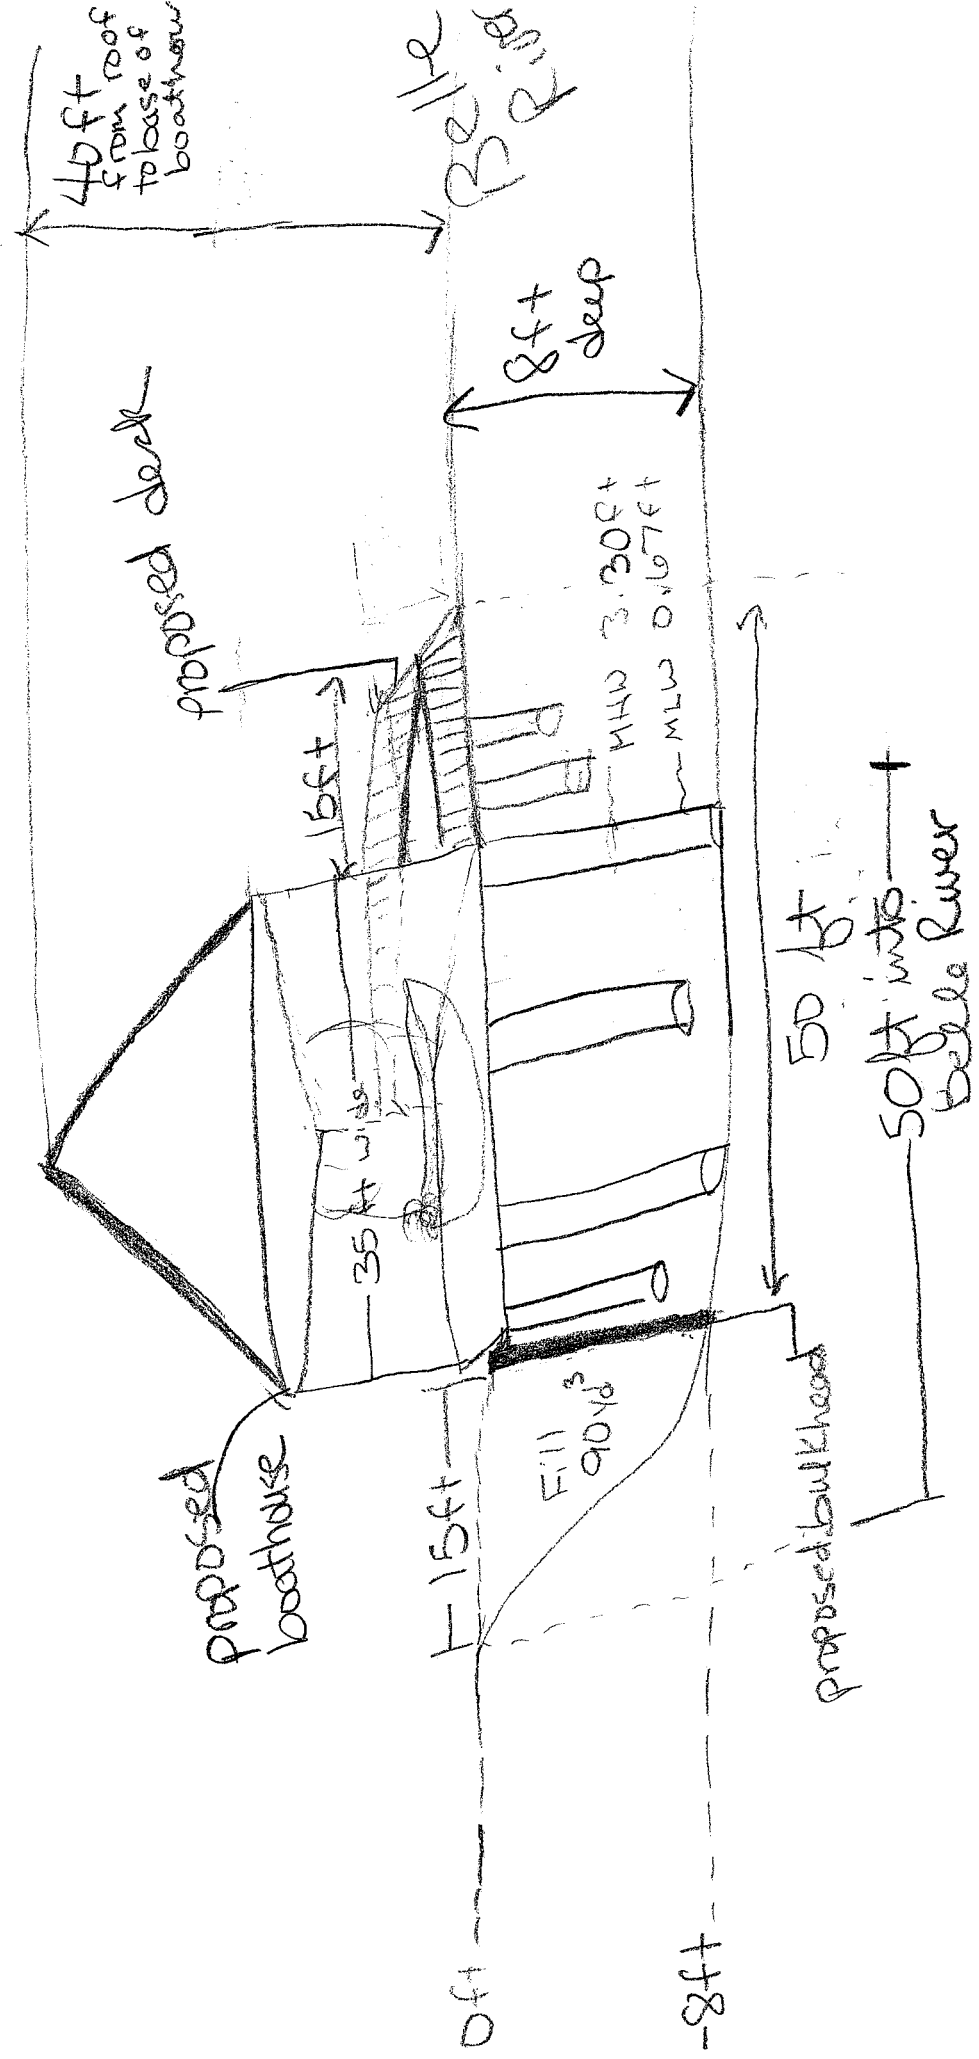 40ft
from roof
to base of
boathouse
Belle
River
proposed deck
8ft
deep
15ft
MHW 3.30ft
MLW 0.67ft
35 ft wide
proposed
boathouse
15ft
Fill
90yd³
50 ft
50ft into
Belle River
proposed bulkhead
0ft
-8ft